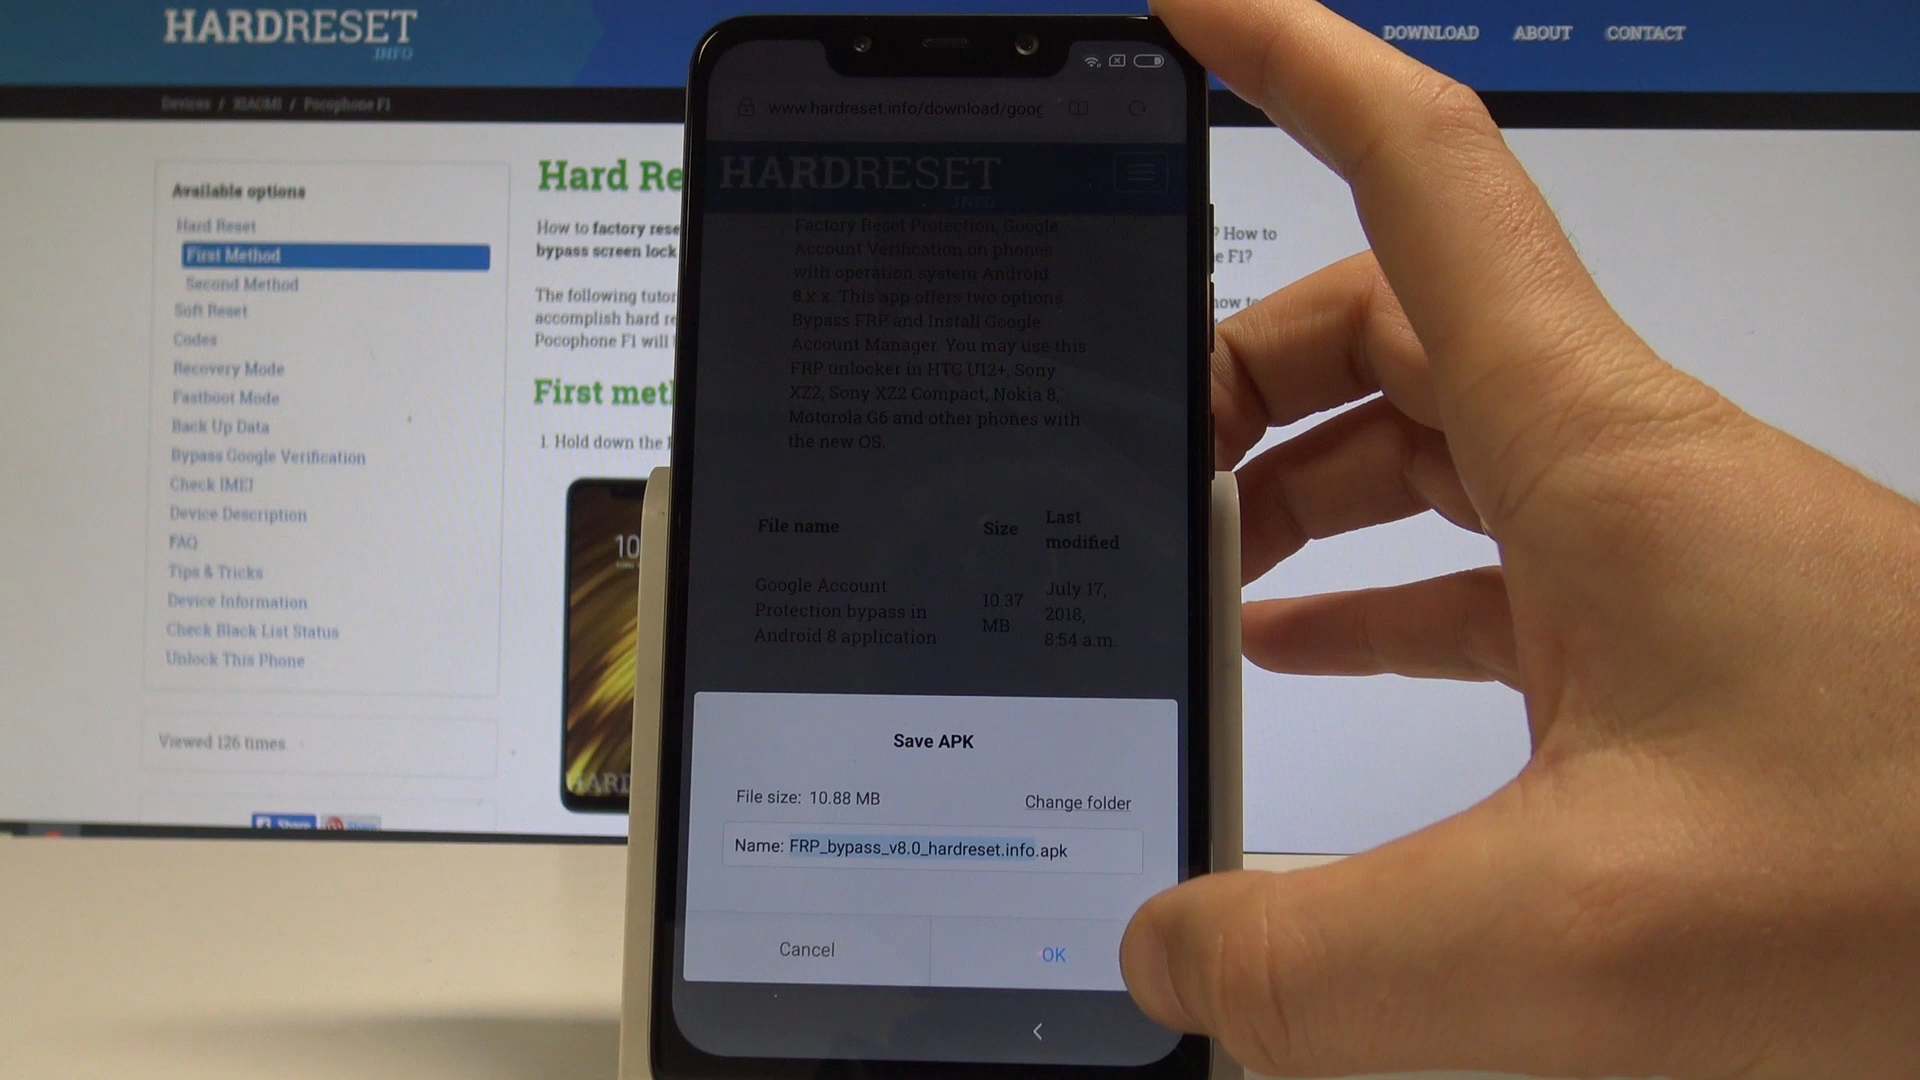 HARDRESET
.INFO
DOWNLOAD ABOUT CONTACT
Devices / XIAOMI / Pocophone F1
Available options
Hard Reset
First Method
Second Method
Soft Reset
Codes
Recovery Mode
Fastboot Mode
Back Up Data
Bypass Google Verification
Check IMEI
Device Description
FAQ
Tips & Tricks
Device Information
Check Black List Status
Unlock This Phone
Viewed 126 times
Share
Hard Re
How to factory rese
bypass screen lock
The following tutor
accomplish hard re
Pocophone F1 will
First met
1. Hold down the
10
HARD
? How to
e F1?
how to
www.hardreset.info/download/goog
HARDRESET
.INFO
Factory Reset Protection, Google
Account Verification on phones
with operation system Android
8.x.x. This app offers two options
Bypass FRP and Install Google
Account Manager. You may use this
FRP unlocker in HTC U12+, Sony
XZ2, Sony XZ2 Compact, Nokia 8,
Motorola G6 and other phones with
the new OS.
File name Size Last modified
Google Account
Protection bypass in
Android 8 application
10.37
MB
July 17,
2018,
8:54 a.m.
Save APK
File size: 10.88 MB Change folder
Name: FRP_bypass_v8.0_hardreset.info.apk
Cancel OK